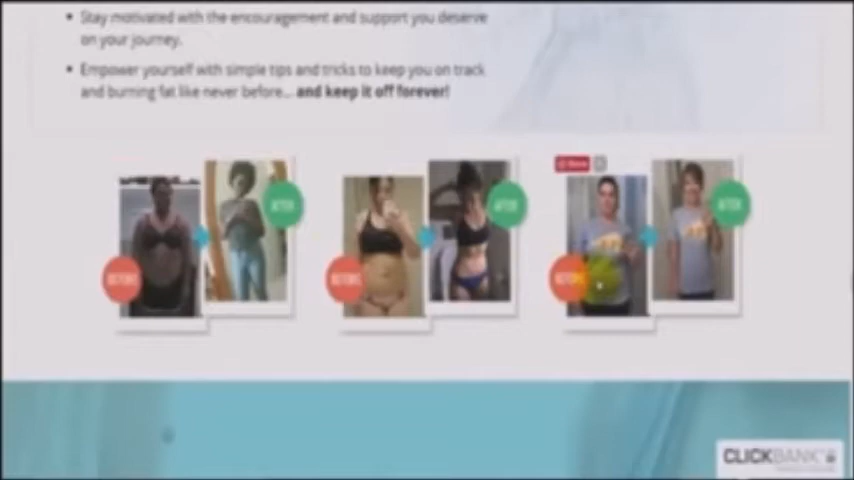 • Stay motivated with the encouragement and support you deserve
on your journey.
• Empower yourself with simple tips and tricks to keep you on track
and burning fat like never before... and keep it off forever!
AFTER
AFTER
AFTER
BEFORE
BEFORE
BEFORE
CLICKBANK